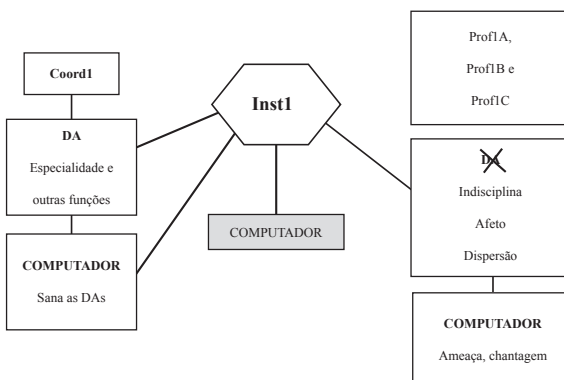 Coord1
DA
Especialidade e
outras funções
COMPUTADOR
Sana as DAs
Inst1
COMPUTADOR
Prof1A,
Prof1B e
Prof1C
DA
Indisciplina
Afeto
Dispersão
COMPUTADOR
Ameaça, chantagem